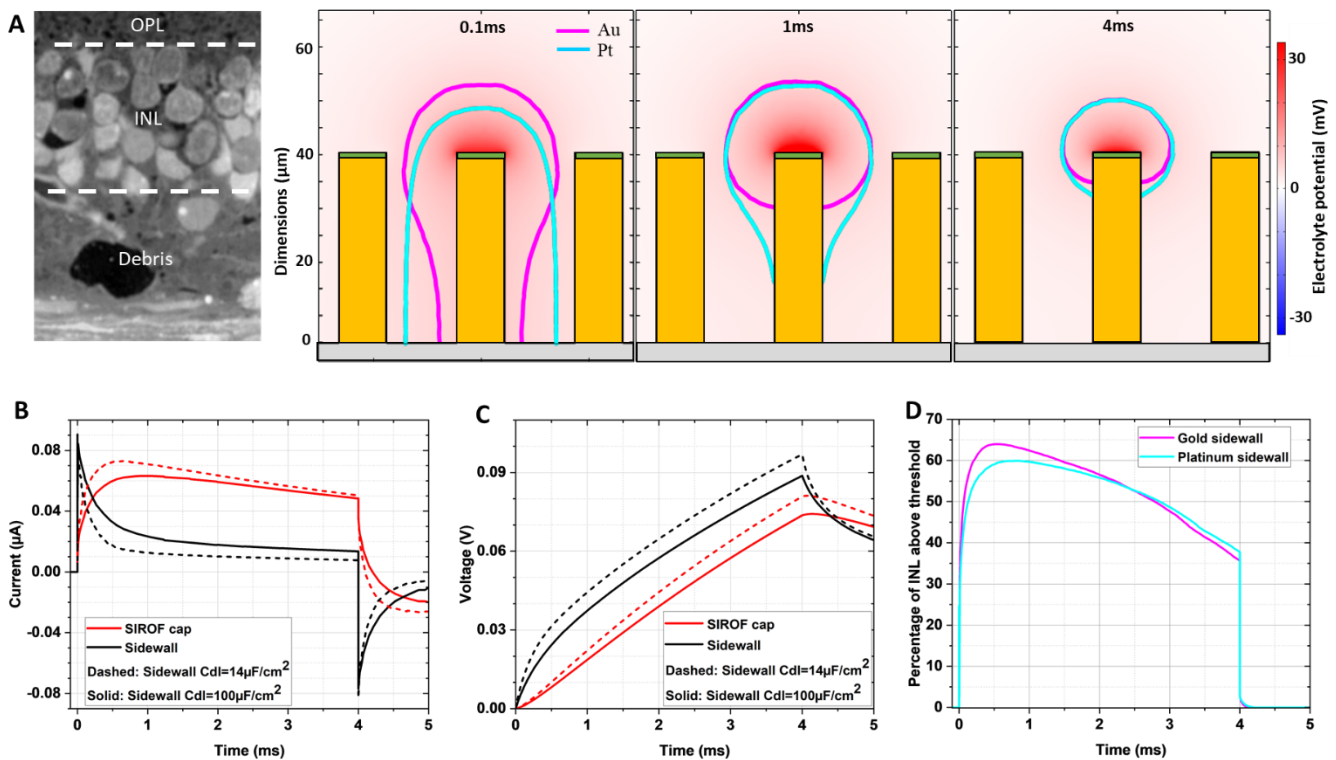 A
OPL
INL
Debris
0.1ms
1ms
4ms
Au
Pt
Dimensions (µm)
60
40
20
0
Electrolyte potential (mV)
30
0
-30
B
Current (µA)
0.08
0.04
0.00
-0.04
-0.08
SIROF cap
Sidewall
Dashed: Sidewall Cdl=14µF/cm2
Solid: Sidewall Cdl=100µF/cm2
0 1 2 3 4 5
Time (ms)
C
Voltage (V)
0.09
0.06
0.03
0.00
SIROF cap
Sidewall
Dashed: Sidewall Cdl=14µF/cm2
Solid: Sidewall Cdl=100µF/cm2
0 1 2 3 4 5
Time (ms)
D
Percentage of INL above threshold
70
60
50
40
30
20
10
0
Gold sidewall
Platinum sidewall
0 1 2 3 4 5
Time (ms)